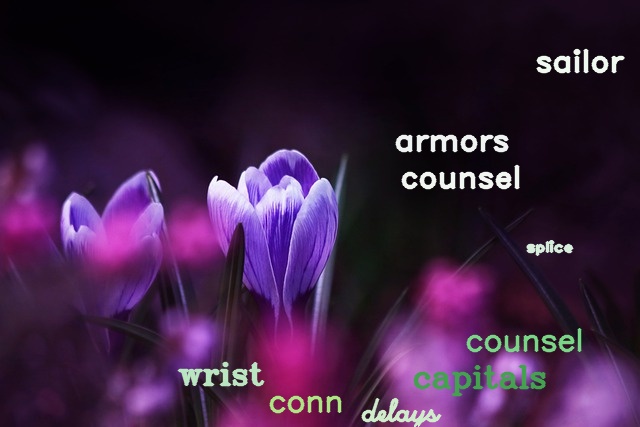 sailor
armors
counsel
splice
counsel
wrist
capitals
conn
delays